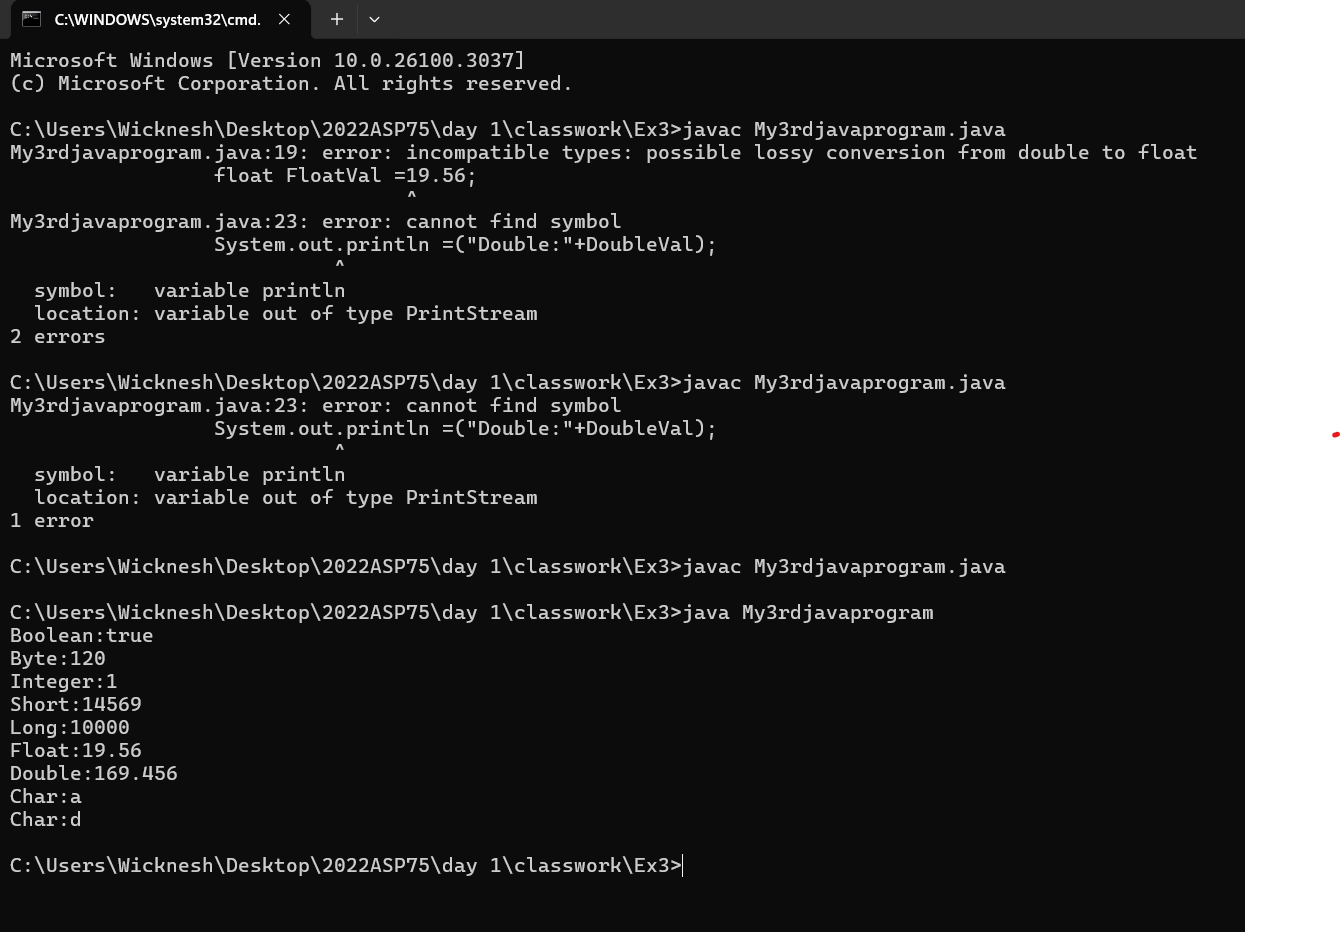 C:\WINDOWS\system32\cmd.
Microsoft Windows [Version 10.0.26100.3037]
(c) Microsoft Corporation. All rights reserved.
C:\Users\Wicknesh\Desktop\2022ASP75\day 1\classwork\Ex3>javac My3rdjavaprogram.java
My3rdjavaprogram.java:19: error: incompatible types: possible lossy conversion from double to float
float FloatVal =19.56;
^
My3rdjavaprogram.java:23: error: cannot find symbol
System.out.println =("Double:"+DoubleVal);
^
symbol:   variable println
location: variable out of type PrintStream
2 errors
C:\Users\Wicknesh\Desktop\2022ASP75\day 1\classwork\Ex3>javac My3rdjavaprogram.java
My3rdjavaprogram.java:23: error: cannot find symbol
System.out.println =("Double:"+DoubleVal);
^
symbol:   variable println
location: variable out of type PrintStream
1 error
C:\Users\Wicknesh\Desktop\2022ASP75\day 1\classwork\Ex3>javac My3rdjavaprogram.java
C:\Users\Wicknesh\Desktop\2022ASP75\day 1\classwork\Ex3>java My3rdjavaprogram
Boolean:true
Byte:120
Integer:1
Short:14569
Long:10000
Float:19.56
Double:169.456
Char:a
Char:d
C:\Users\Wicknesh\Desktop\2022ASP75\day 1\classwork\Ex3>